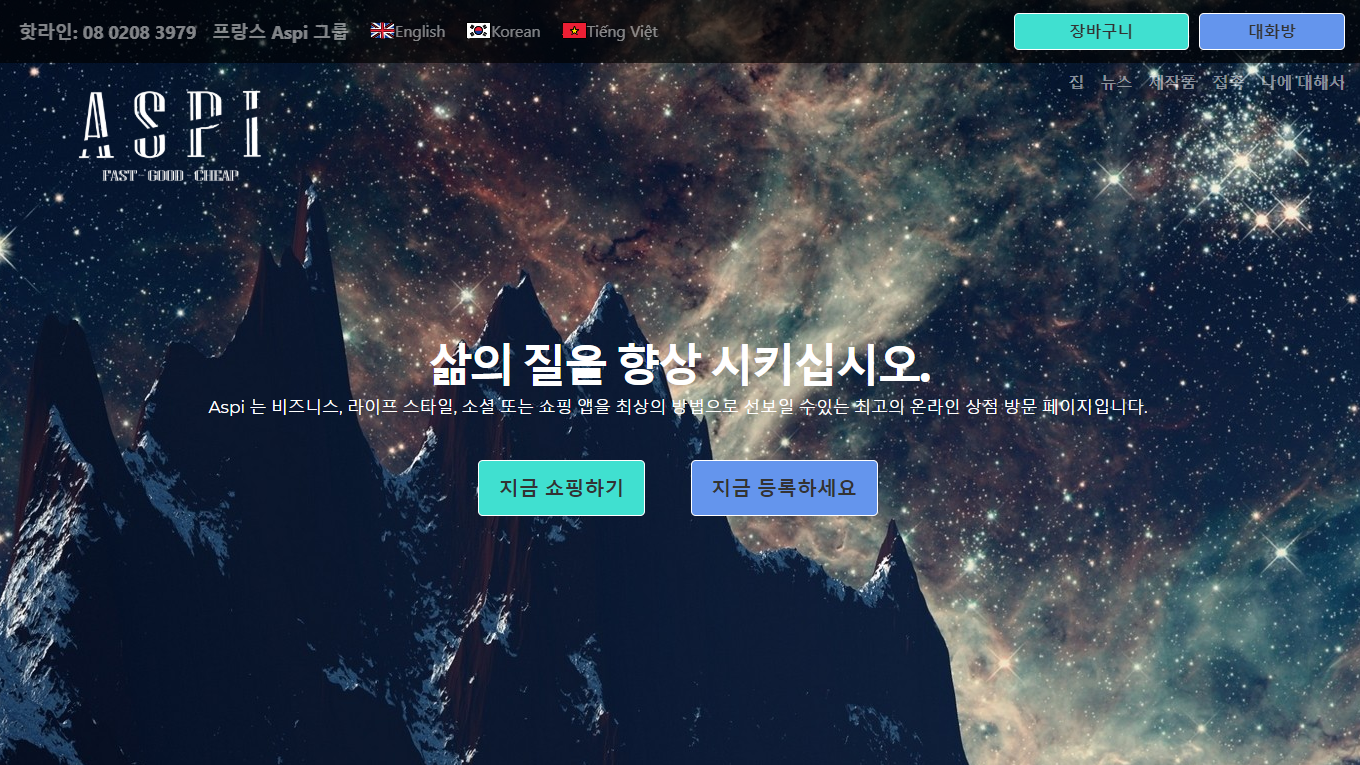 핫라인: 08 0208 3979 프랑스 Aspi 그룹 English Korean Tiếng Việt 장바구니 대화방
집 뉴스 제작품 접촉 나에 대해서
ASPI
FAST - GOOD - CHEAP
삶의 질을 향상 시키십시오.
Aspi 는 비즈니스, 라이프 스타일, 소셜 또는 쇼핑 앱을 최상의 방법으로 선보일 수있는 최고의 온라인 상점 방문 페이지입니다.
지금 쇼핑하기 지금 등록하세요